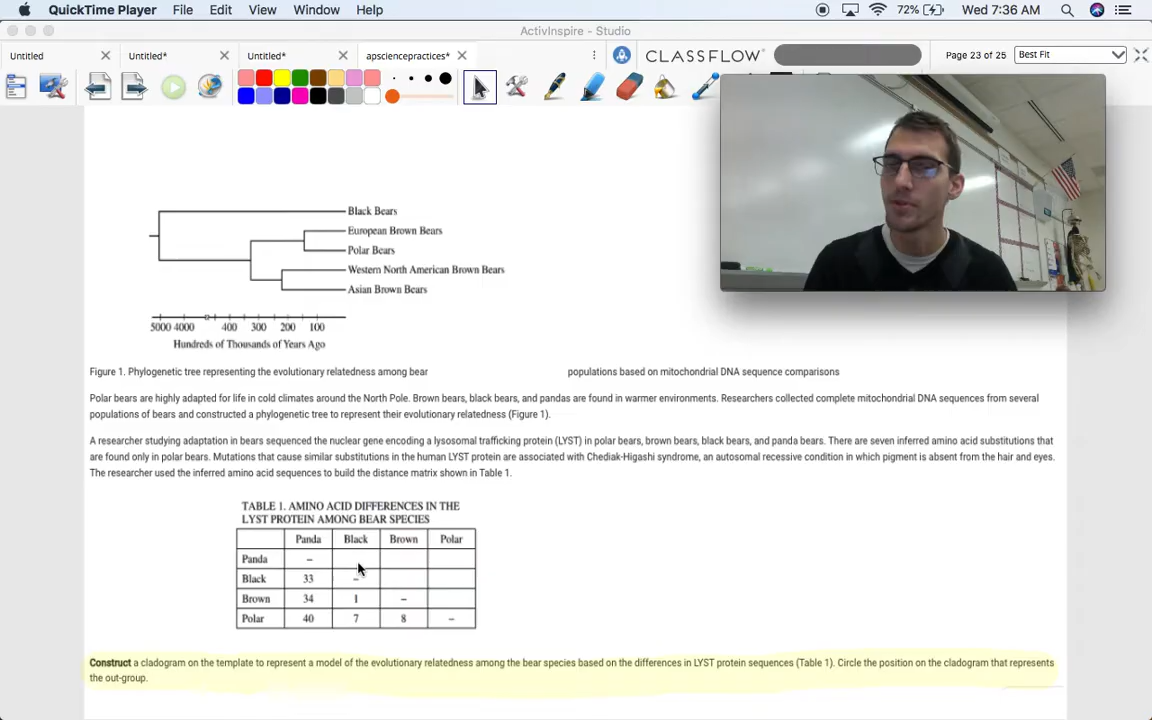 QuickTime Player File Edit View Window Help 72% Wed 7:36 AM
ActivInspire - Studio
Untitled Untitled* Untitled* apsciencepractices* CLASSFLOW Page 23 of 25 Best Fit
Black Bears
European Brown Bears
Polar Bears
Western North American Brown Bears
Asian Brown Bears
5000 4000 400 300 200 100
Hundreds of Thousands of Years Ago
Figure 1. Phylogenetic tree representing the evolutionary relatedness among bear populations based on mitochondrial DNA sequence comparisons
Polar bears are highly adapted for life in cold climates around the North Pole. Brown bears, black bears, and pandas are found in warmer environments. Researchers collected complete mitochondrial DNA sequences from several
populations of bears and constructed a phylogenetic tree to represent their evolutionary relatedness (Figure 1).
A researcher studying adaptation in bears sequenced the nuclear gene encoding a lysosomal trafficking protein (LYST) in polar bears, brown bears, black bears, and panda bears. There are seven inferred amino acid substitutions that
are found only in polar bears. Mutations that cause similar substitutions in the human LYST protein are associated with Chediak-Higashi syndrome, an autosomal recessive condition in which pigment is absent from the hair and eyes.
The researcher used the inferred amino acid sequences to build the distance matrix shown in Table 1.
TABLE 1. AMINO ACID DIFFERENCES IN THE
LYST PROTEIN AMONG BEAR SPECIES
Panda Black Brown Polar
Panda –
Black 33 –
Brown 34 1 –
Polar 40 7 8 –
Construct a cladogram on the template to represent a model of the evolutionary relatedness among the bear species based on the differences in LYST protein sequences (Table 1). Circle the position on the cladogram that represents
the out-group.